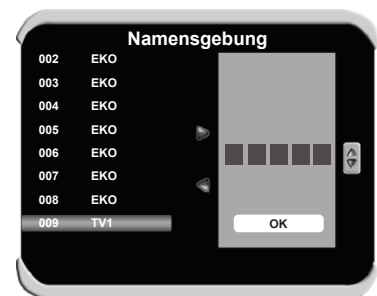 Namensgebung
002 EKO
003 EKO
004 EKO
005 EKO
006 EKO
007 EKO
008 EKO
009 TV1
OK